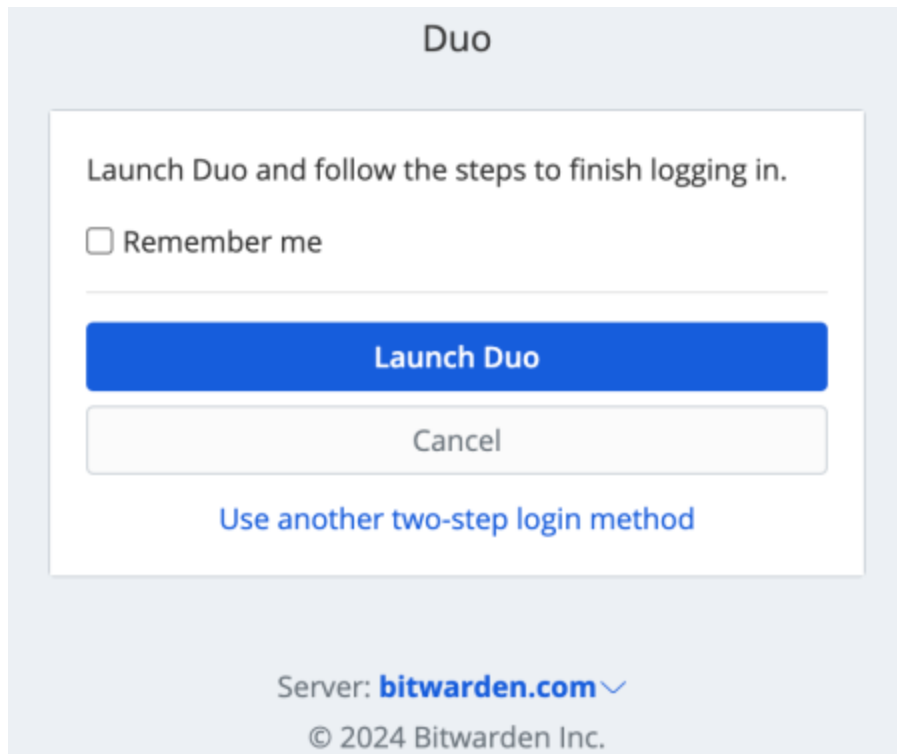 Duo
Launch Duo and follow the steps to finish logging in.
Remember me
Launch Duo
Cancel
Use another two-step login method
Server: bitwarden.com
© 2024 Bitwarden Inc.